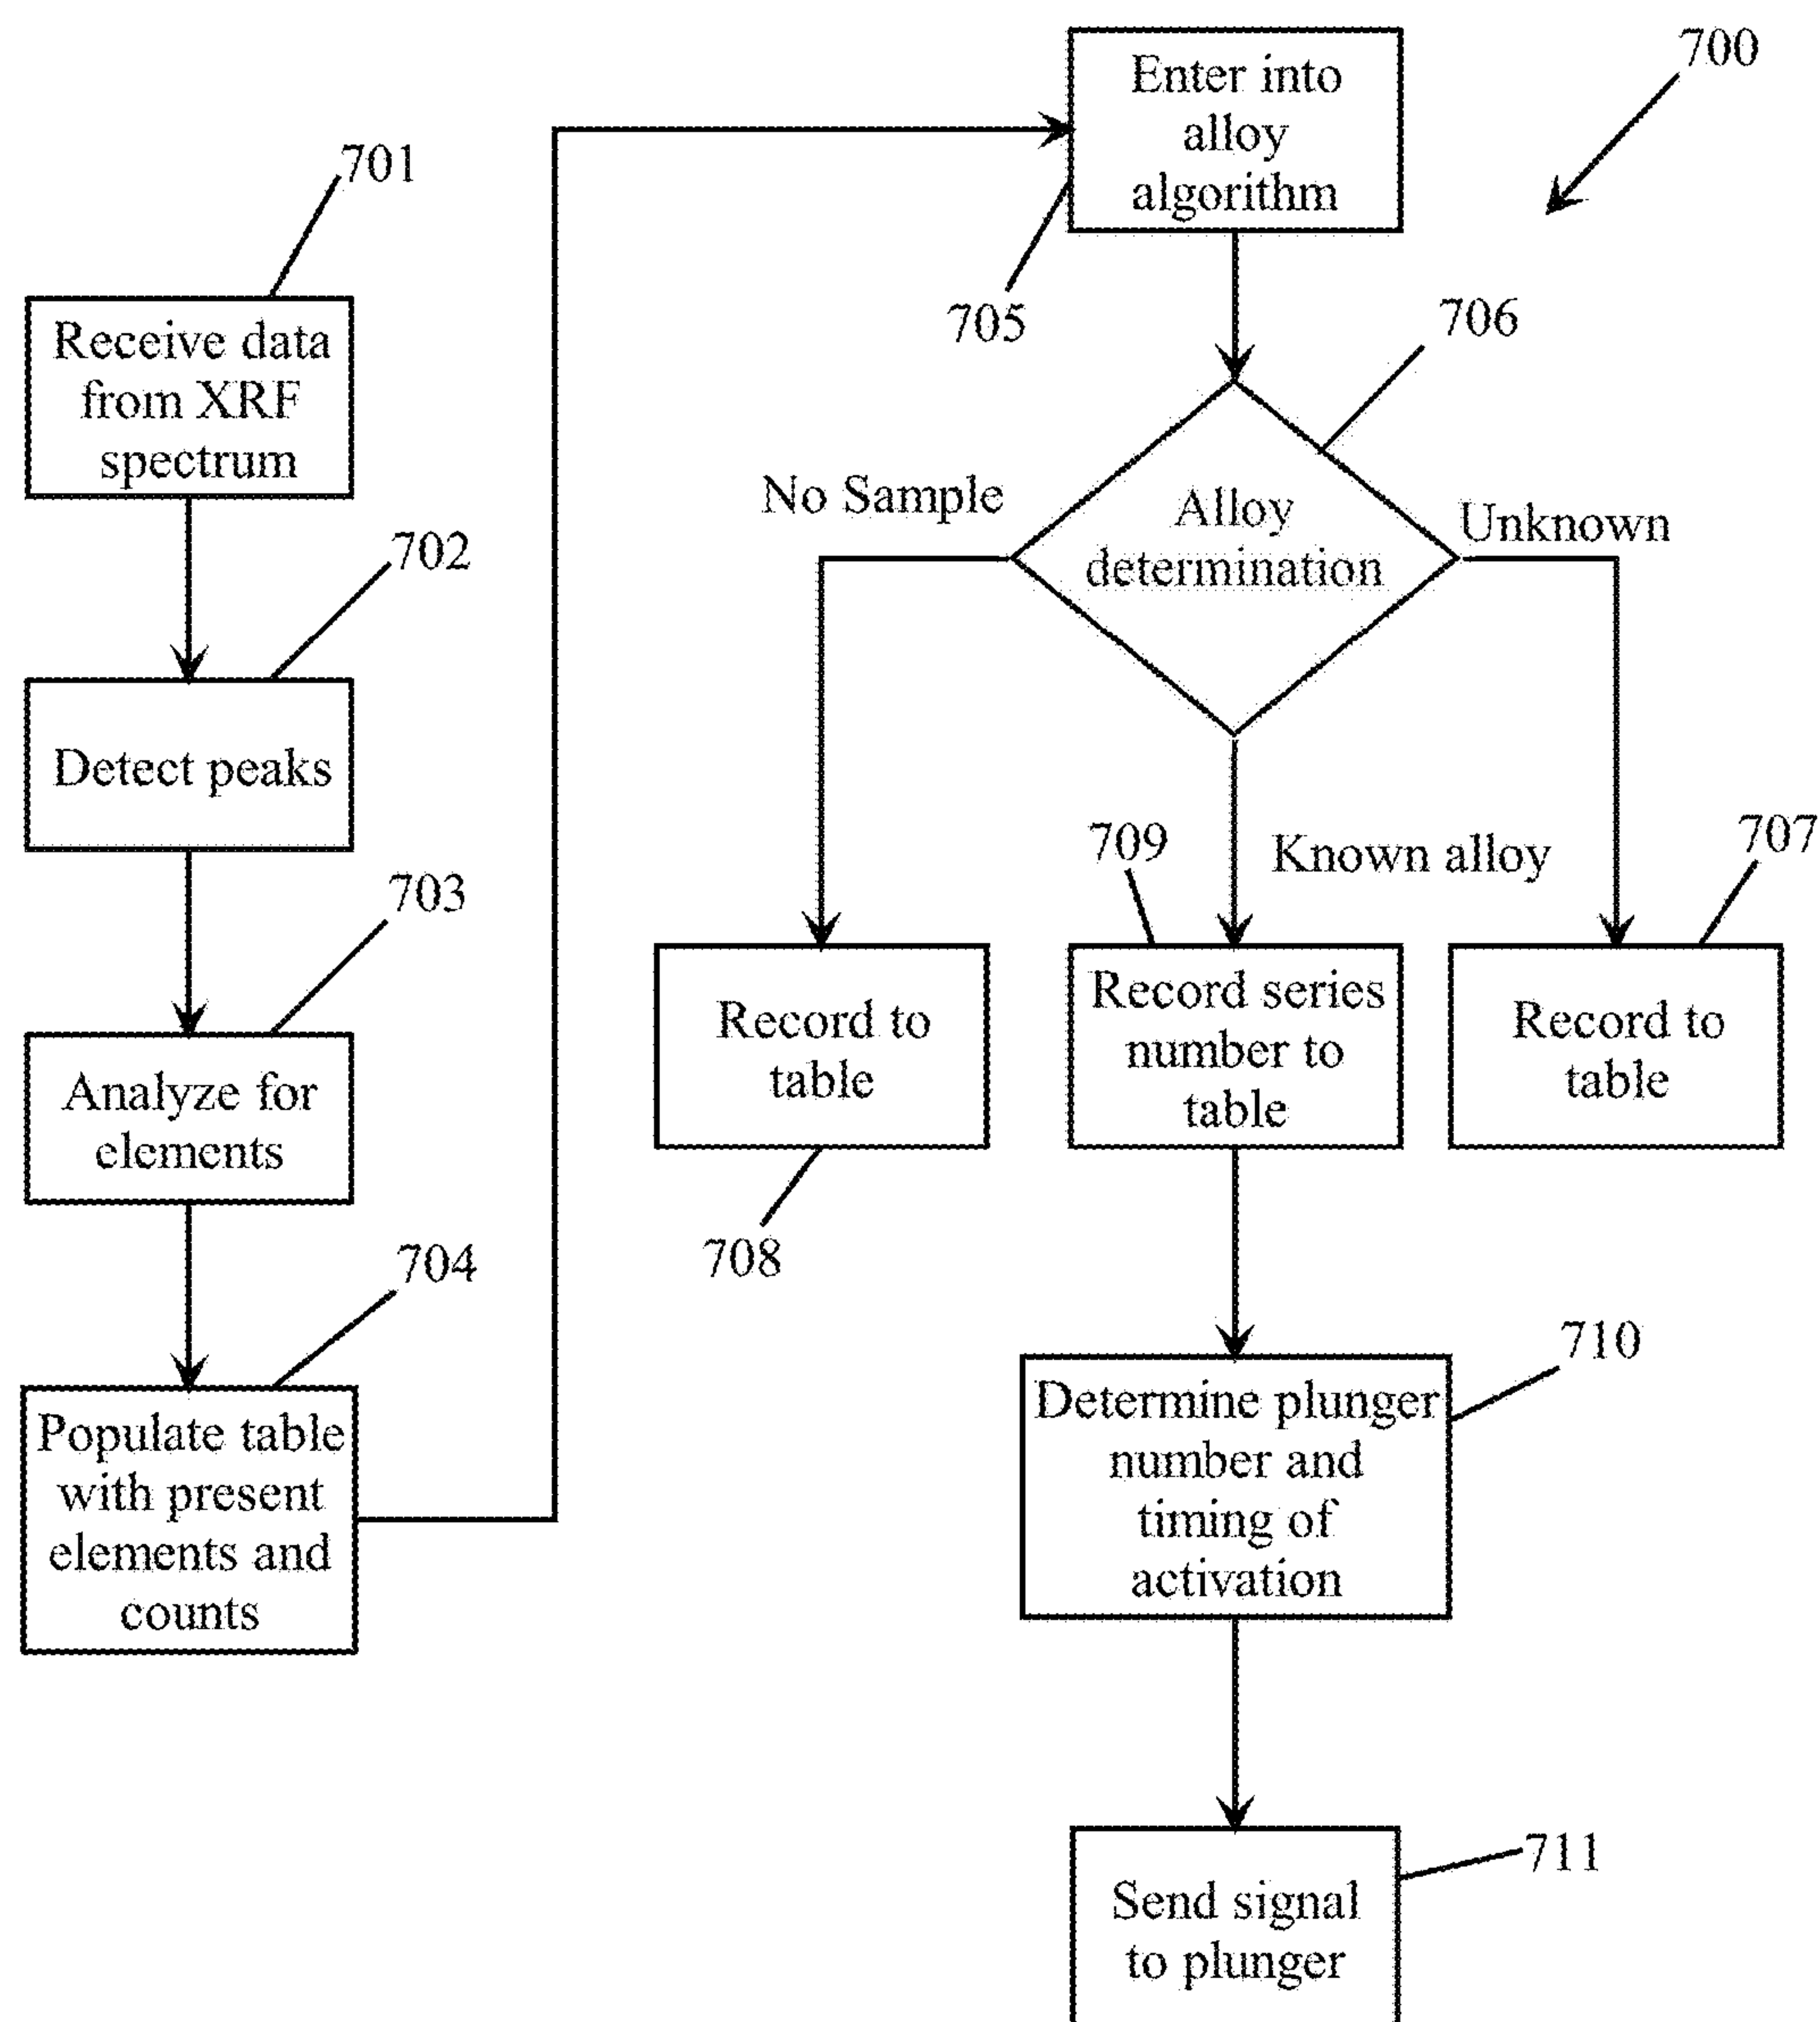 700
701
Receive data
from XRF
spectrum
702
Detect peaks
703
Analyze for
elements
704
Populate table
with present
elements and
counts
Enter into
alloy
algorithm
705
706
Alloy
determination
No Sample
Unknown
Known alloy
708
Record to
table
709
Record series
number to
table
707
Record to
table
710
Determine plunger
number and
timing of
activation
711
Send signal
to plunger